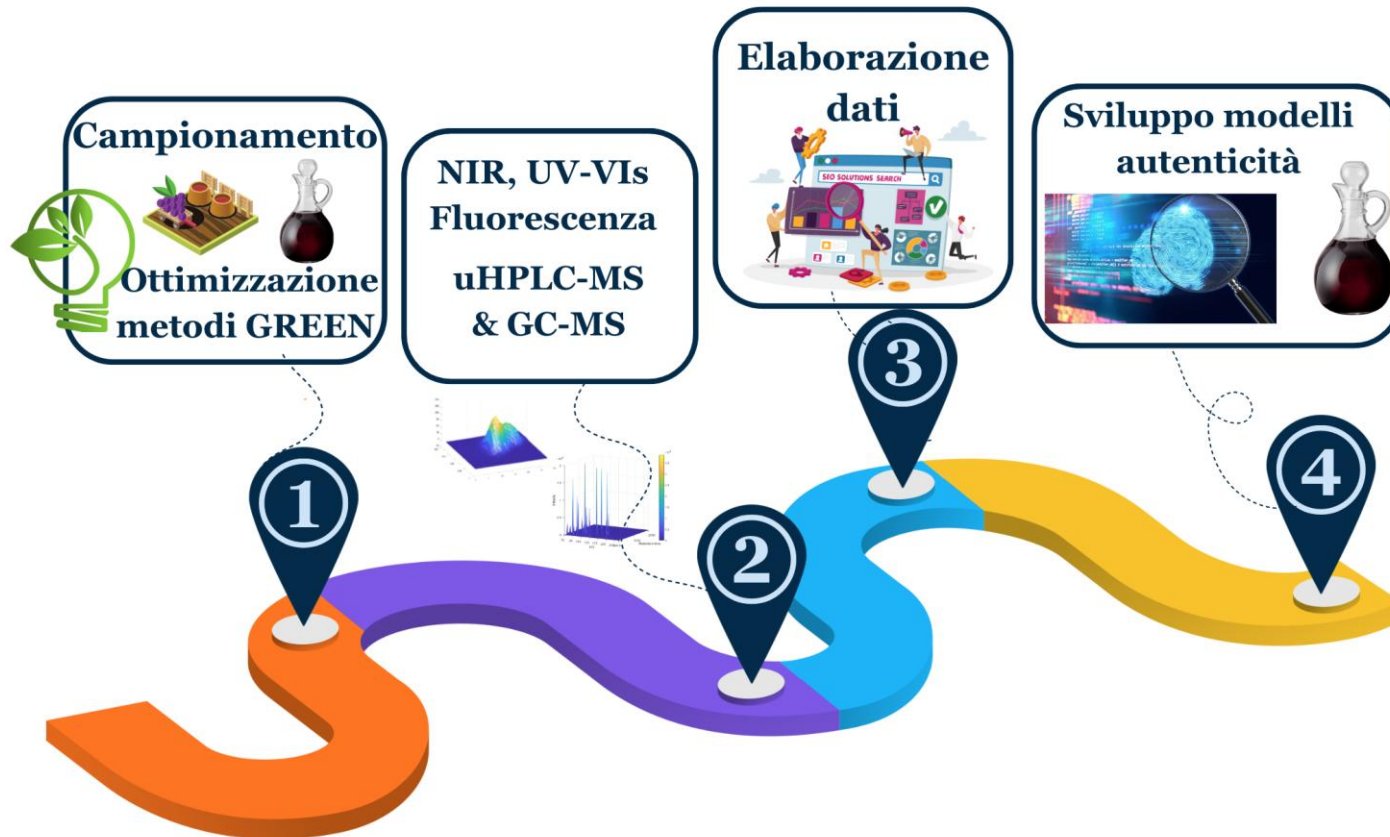 Campionamento
Ottimizzazione
metodi GREEN
NIR, UV-VIs
Fluorescenza
uHPLC-MS
& GC-MS
Elaborazione
dati
SEO SOLUTIONS SEARCH
Sviluppo modelli
autenticità
1
2
3
4